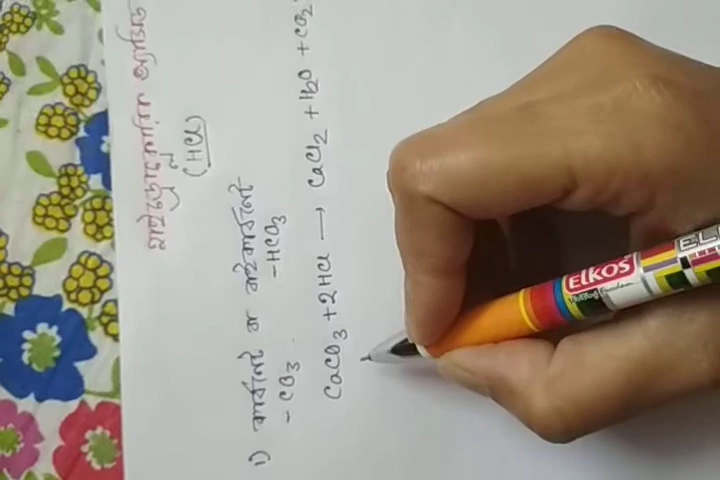 হাইড্রোক্লোরিক অ্যাসিড
(HCl)
1) কার্বনেট বা বাইকার্বনেট
- CO3 - HCO3
CaCO3 + 2HCl → CaCl2 + H2O + CO2
ELKOS